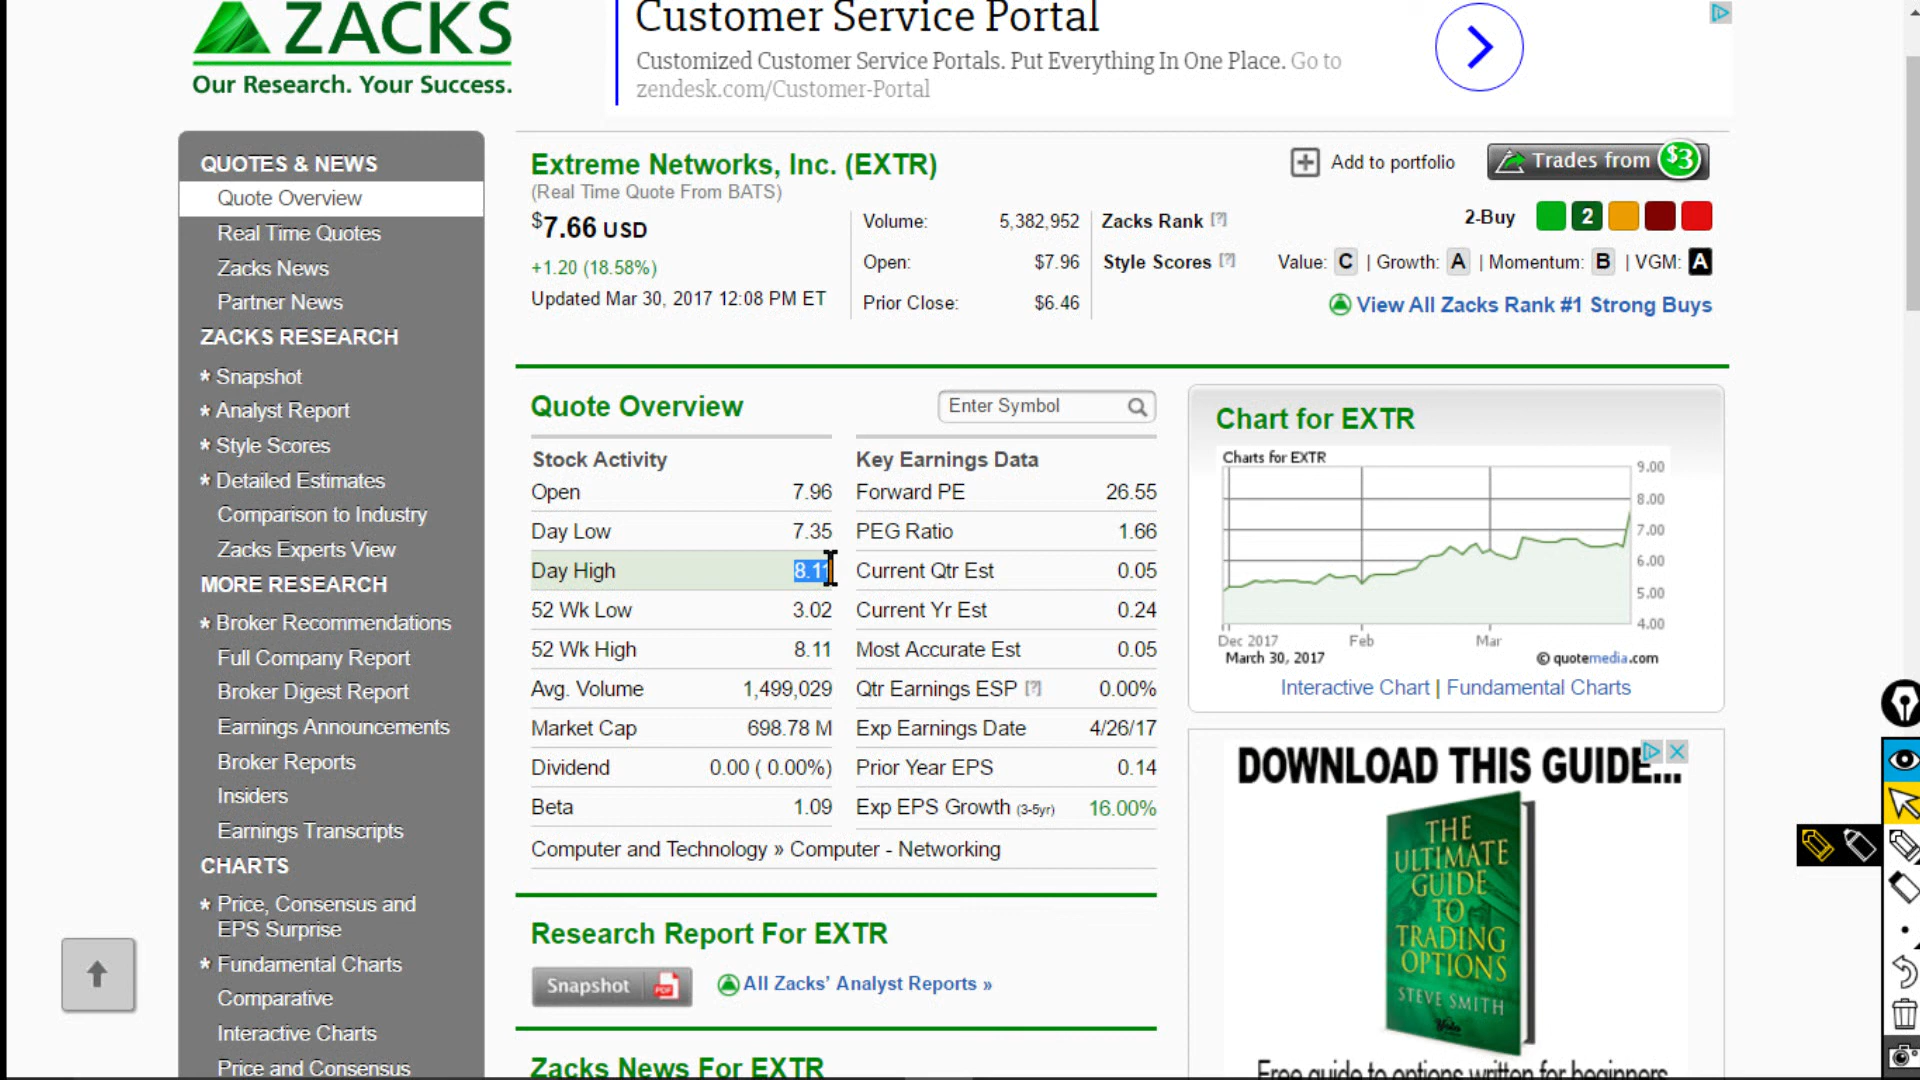 ZACKS
Our Research. Your Success.
Customer Service Portal
Customized Customer Service Portals. Put Everything In One Place. Go to
zendesk.com/Customer-Portal
QUOTES & NEWS
Quote Overview
Real Time Quotes
Zacks News
Partner News
ZACKS RESEARCH
* Snapshot
* Analyst Report
* Style Scores
* Detailed Estimates
Comparison to Industry
Zacks Experts View
MORE RESEARCH
* Broker Recommendations
Full Company Report
Broker Digest Report
Earnings Announcements
Broker Reports
Insiders
Earnings Transcripts
CHARTS
* Price, Consensus and
EPS Surprise
* Fundamental Charts
Comparative
Interactive Charts
Price and Consensus
Extreme Networks, Inc. (EXTR)
(Real Time Quote From BATS)
$7.66 USD
+1.20 (18.58%)
Updated Mar 30, 2017 12:08 PM ET
Volume: 5,382,952
Open: $7.96
Prior Close: $6.46
Add to portfolio
Trades from $3
Zacks Rank [?] 2-Buy 2
Style Scores [?] Value: C | Growth: A | Momentum: B | VGM: A
View All Zacks Rank #1 Strong Buys
Quote Overview
Enter Symbol
Stock Activity
Open 7.96
Day Low 7.35
Day High 8.11
52 Wk Low 3.02
52 Wk High 8.11
Avg. Volume 1,499,029
Market Cap 698.78 M
Dividend 0.00 ( 0.00%)
Beta 1.09
Key Earnings Data
Forward PE 26.55
PEG Ratio 1.66
Current Qtr Est 0.05
Current Yr Est 0.24
Most Accurate Est 0.05
Qtr Earnings ESP [?] 0.00%
Exp Earnings Date 4/26/17
Prior Year EPS 0.14
Exp EPS Growth (3-5yr) 16.00%
Computer and Technology » Computer - Networking
Research Report For EXTR
Snapshot PDF
All Zacks' Analyst Reports »
Zacks News For EXTR
Chart for EXTR
Charts for EXTR
9.00
8.00
7.00
6.00
5.00
4.00
Dec 2017 Feb Mar
March 30, 2017
© quotemedia.com
Interactive Chart | Fundamental Charts
DOWNLOAD THIS GUIDE...
THE
ULTIMATE
GUIDE
TO
TRADING
OPTIONS
STEVE SMITH
Free guide to options written for beginners